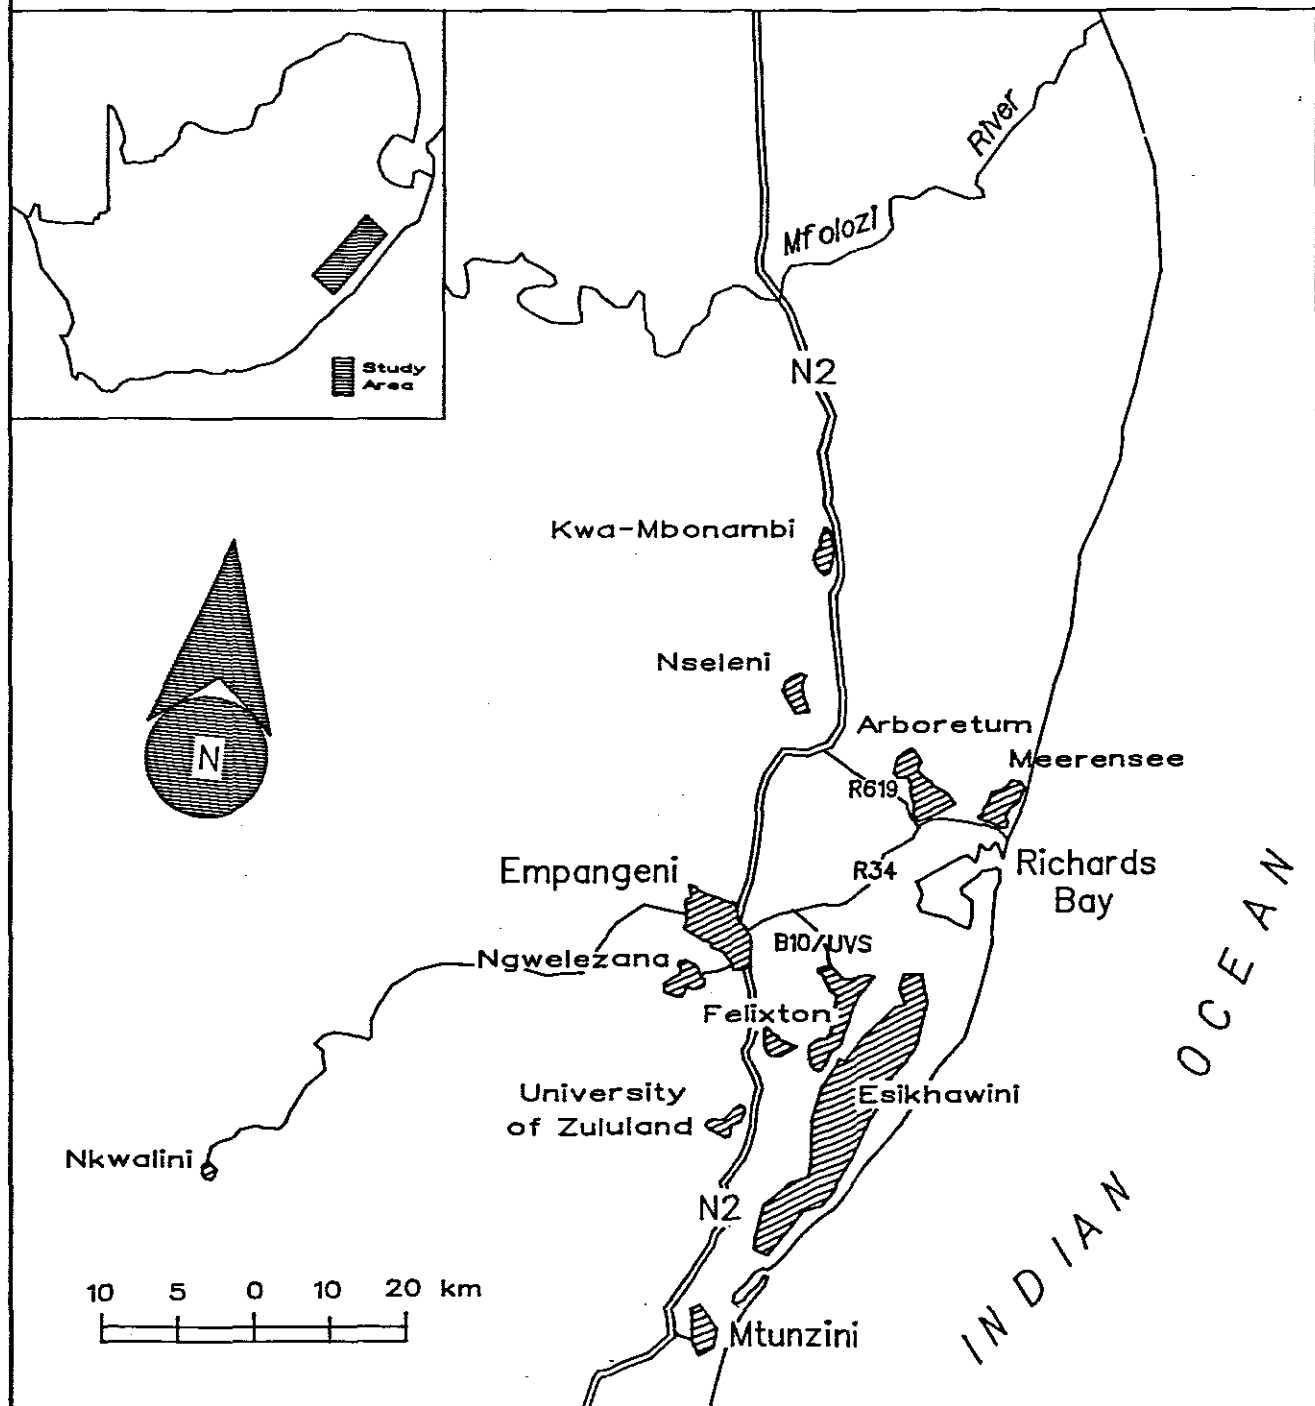 River
Mfolozi
N2
Study
Area
Kwa-Mbonambi
Nseleni
Arboretum
Meerensee
N
R619
Empangeni
R34
Richards
Bay
B10/UVS
Ngwelezana
Felixton
University
of Zululand
Esikhawini
Nkwalini
N2
10 5 0 10 20 km
Mtunzini
INDIAN OCEAN